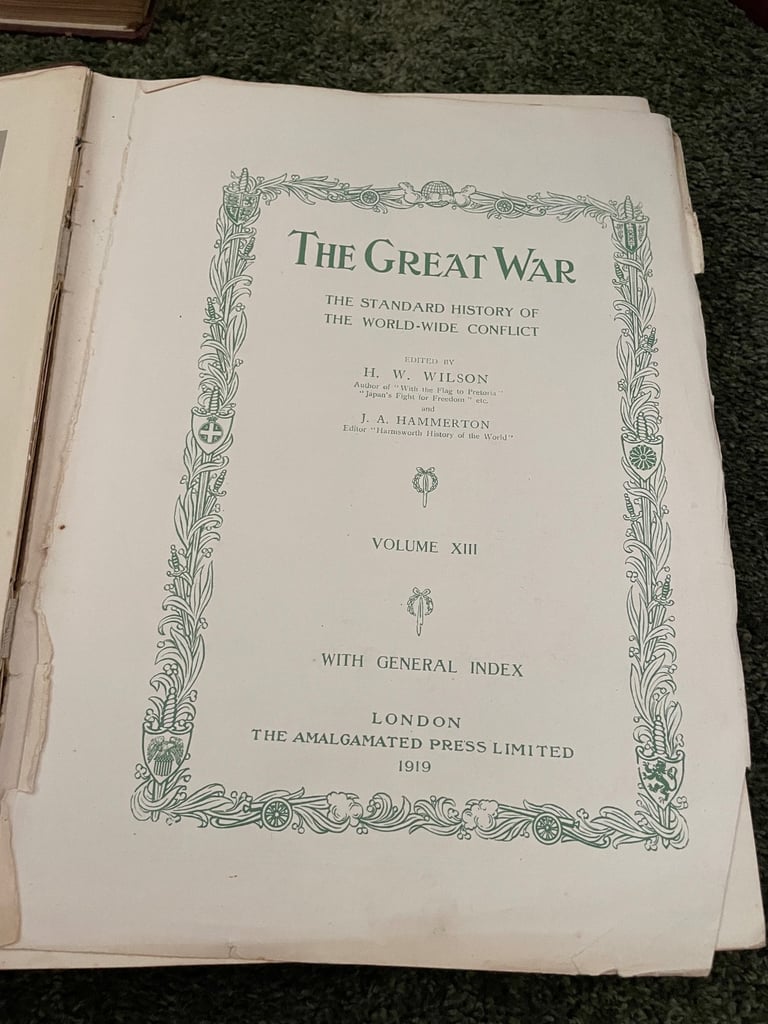 THE GREAT WAR
THE STANDARD HISTORY OF
THE WORLD-WIDE CONFLICT
EDITED BY
H. W. WILSON
Author of "With the Flag to Pretoria"
"Japan's Fight for Freedom" etc.
and
J. A. HAMMERTON
Editor "Harmsworth History of the World"
VOLUME XIII
WITH GENERAL INDEX
LONDON
THE AMALGAMATED PRESS LIMITED
1919